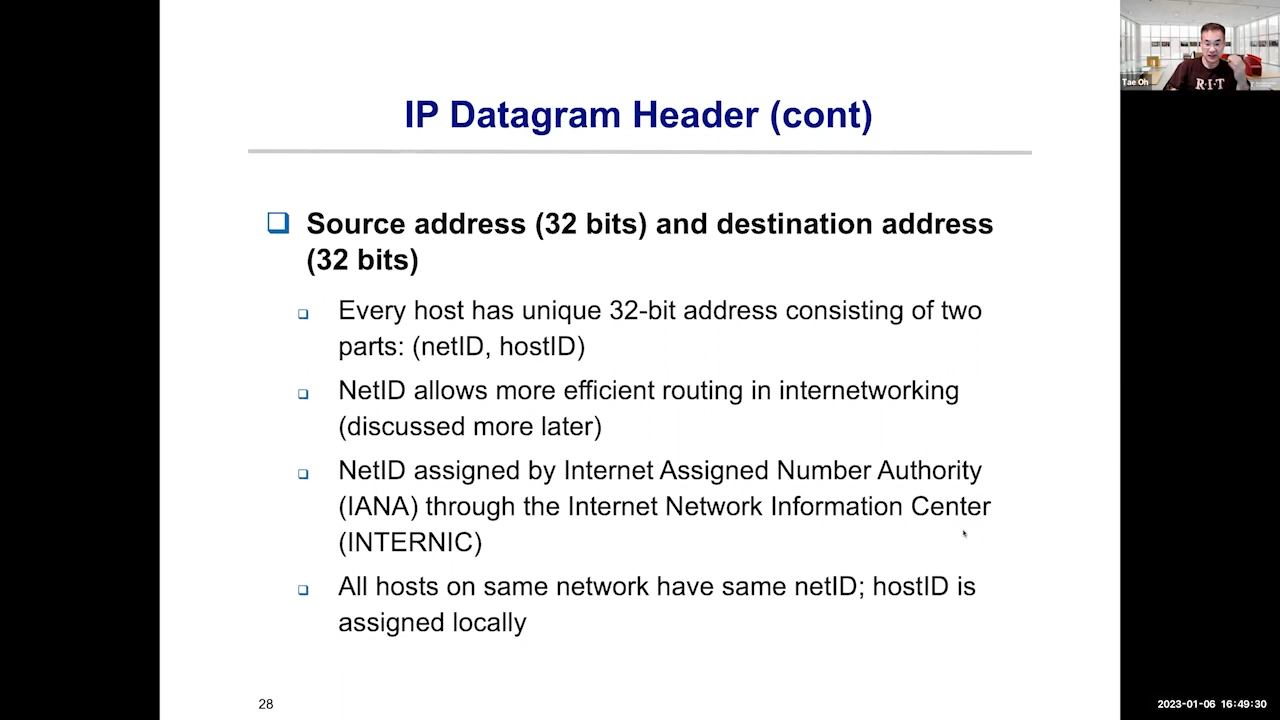 Tae Oh
R·I·T
IP Datagram Header (cont)
Source address (32 bits) and destination address
(32 bits)
Every host has unique 32-bit address consisting of two
parts: (netID, hostID)
NetID allows more efficient routing in internetworking
(discussed more later)
NetID assigned by Internet Assigned Number Authority
(IANA) through the Internet Network Information Center
(INTERNIC)
All hosts on same network have same netID; hostID is
assigned locally
28
2023-01-06 16:49:30